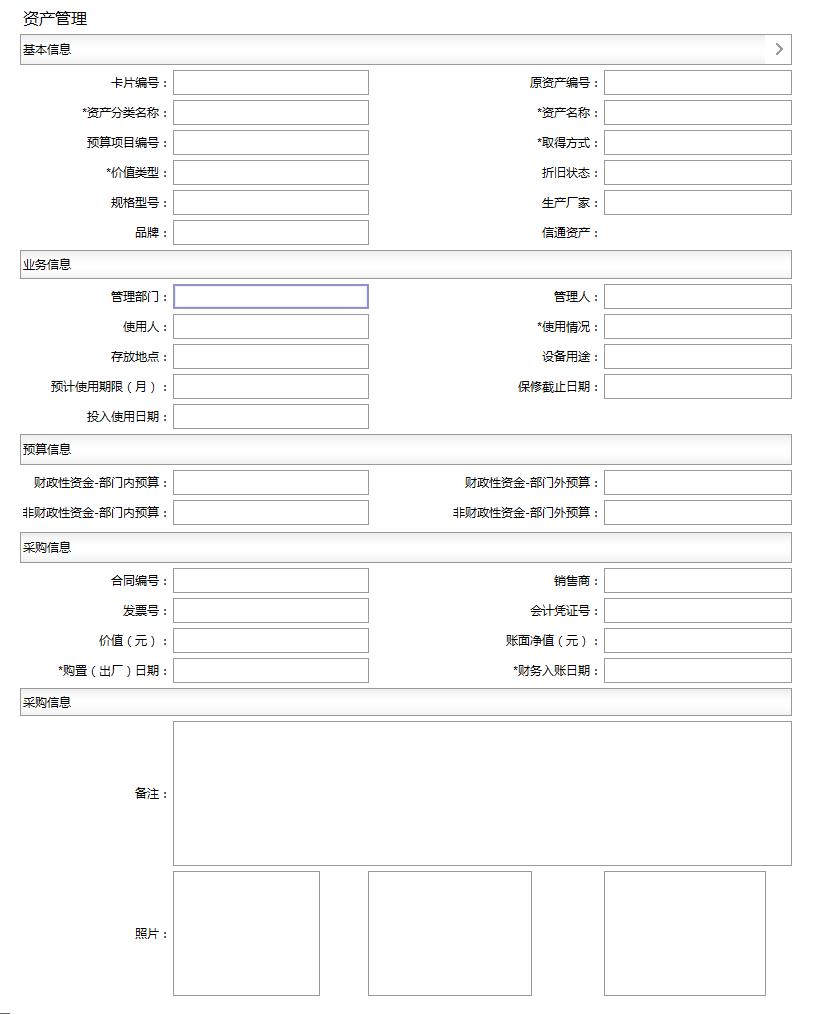 资产管理
基本信息
卡片编号： 原资产编号：
*资产分类名称： *资产名称：
预算项目编号： *取得方式：
*价值类型： 折旧状态：
规格型号： 生产厂家：
品牌： 信通资产：
业务信息
管理部门： 管理人：
使用人： *使用情况：
存放地点： 设备用途：
预计使用期限（月）： 保修截止日期：
投入使用日期：
预算信息
财政性资金-部门内预算： 财政性资金-部门外预算：
非财政性资金-部门内预算： 非财政性资金-部门外预算：
采购信息
合同编号： 销售商：
发票号： 会计凭证号：
价值（元）： 账面净值（元）：
*购置（出厂）日期： *财务入账日期：
采购信息
备注：
照片：